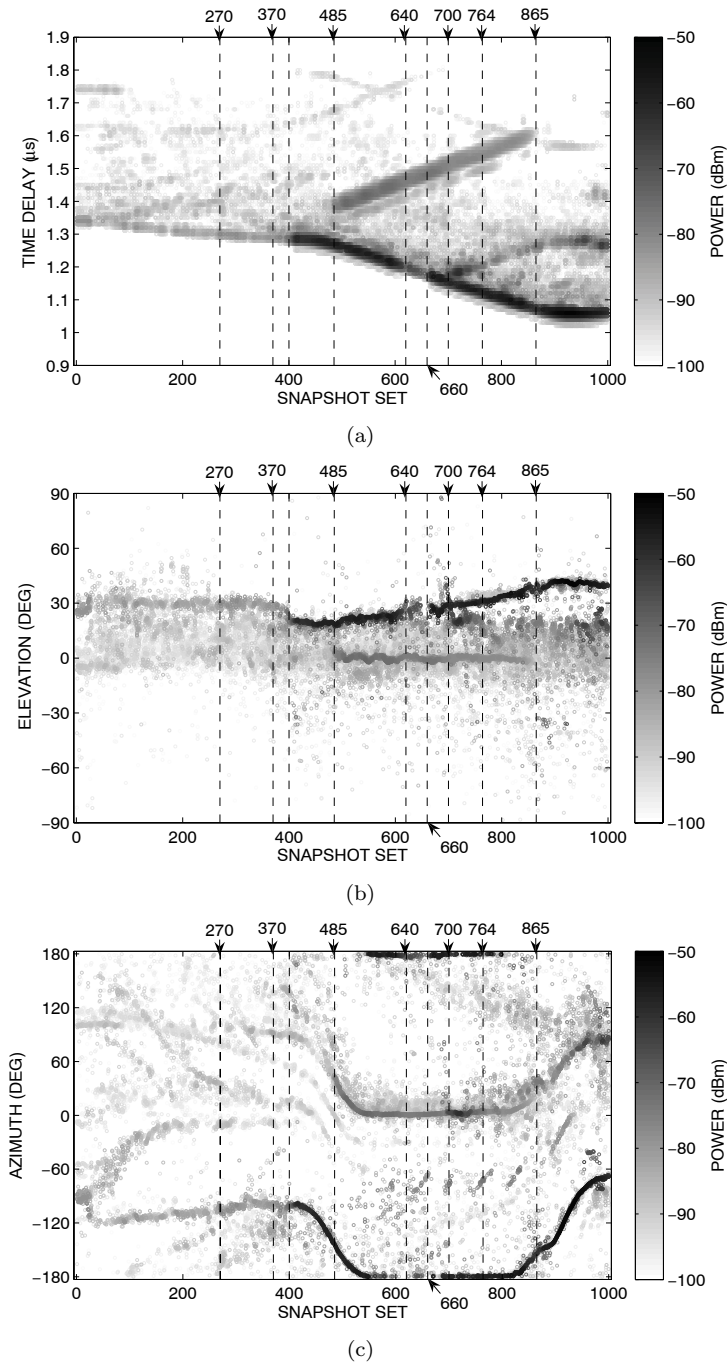 270 370 485 640 700 764 865
1.9
1.8
1.7
1.6
1.5
1.4
1.3
1.2
1.1
1
0.9
TIME DELAY (µs)
0 200 400 600 800 1000
660
SNAPSHOT SET
−50
−60
−70
−80
−90
−100
POWER (dBm)
(a)
270 370 485 640 700 764 865
90
60
30
0
−30
−60
−90
ELEVATION (DEG)
0 200 400 600 800 1000
660
SNAPSHOT SET
−50
−60
−70
−80
−90
−100
POWER (dBm)
(b)
270 370 485 640 700 764 865
180
120
60
0
−60
−120
−180
AZIMUTH (DEG)
0 200 400 600 800 1000
660
SNAPSHOT SET
−50
−60
−70
−80
−90
−100
POWER (dBm)
(c)